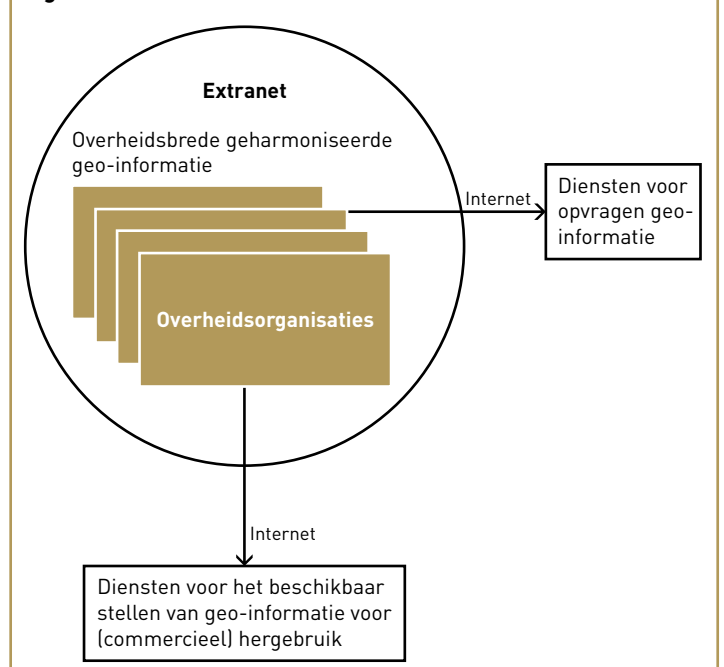 Extranet
Overheidsbrede geharmoniseerde
geo-informatie
Internet
Diensten voor
opvragen geo-
informatie
Overheidsorganisaties
Internet
Diensten voor het beschikbaar
stellen van geo-informatie voor
(commercieel) hergebruik